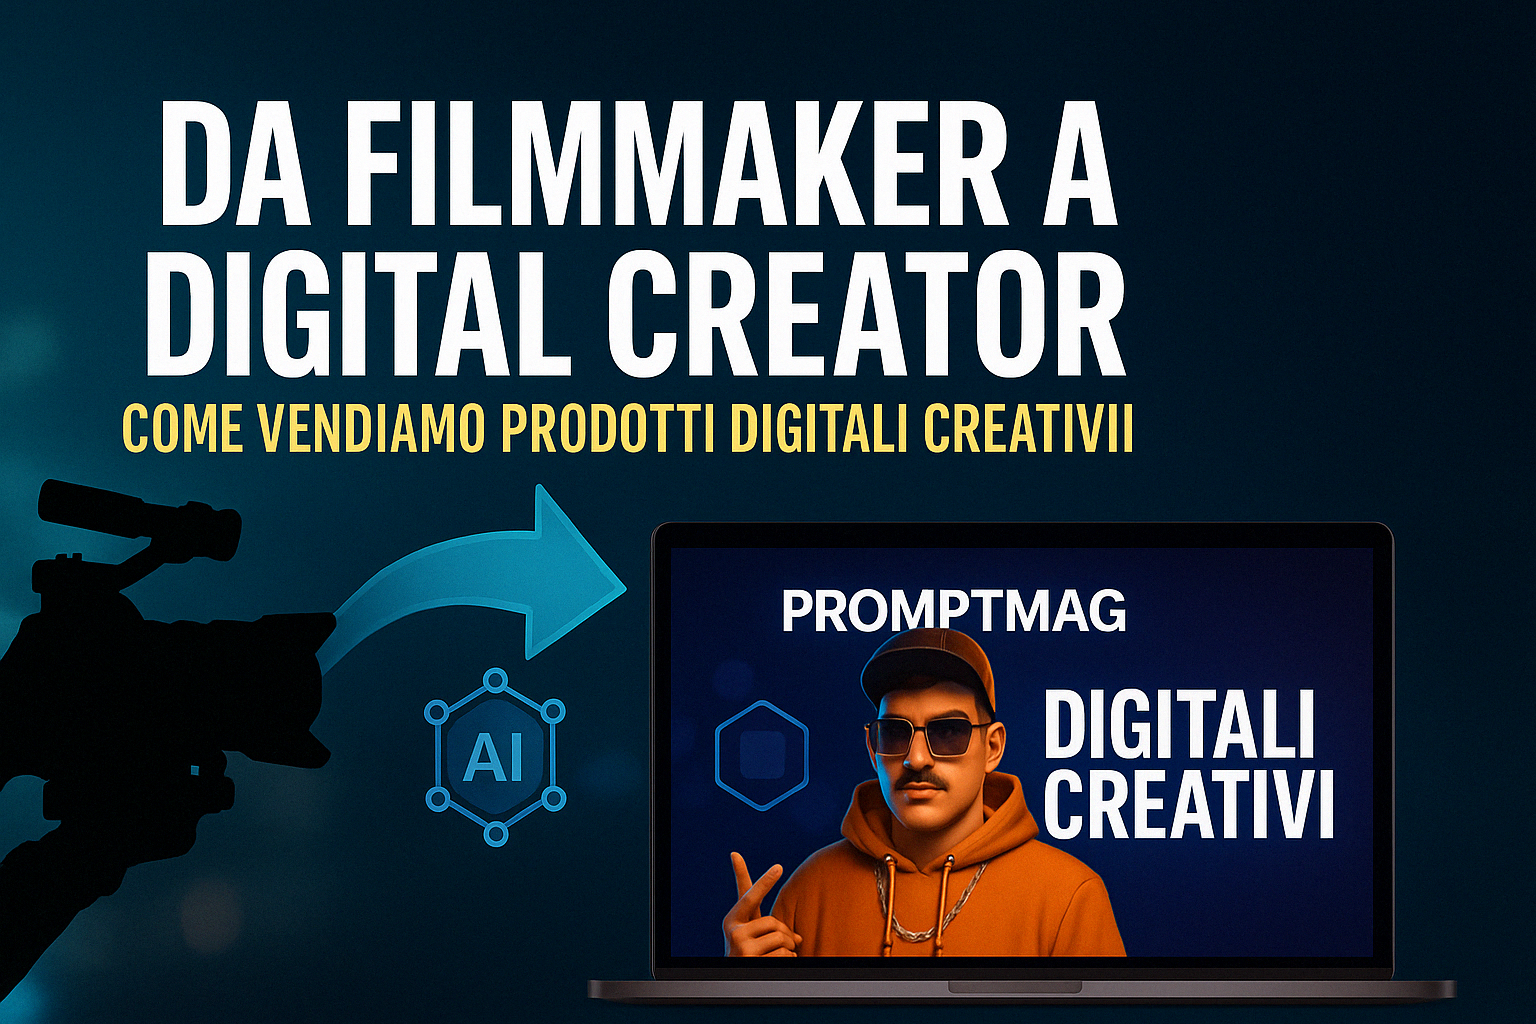 DA FILMMAKER A
DIGITAL CREATOR
COME VENDIAMO PRODOTTI DIGITALI CREATIVII
AI
PROMPTMAG
DIGITALI
CREATIVI